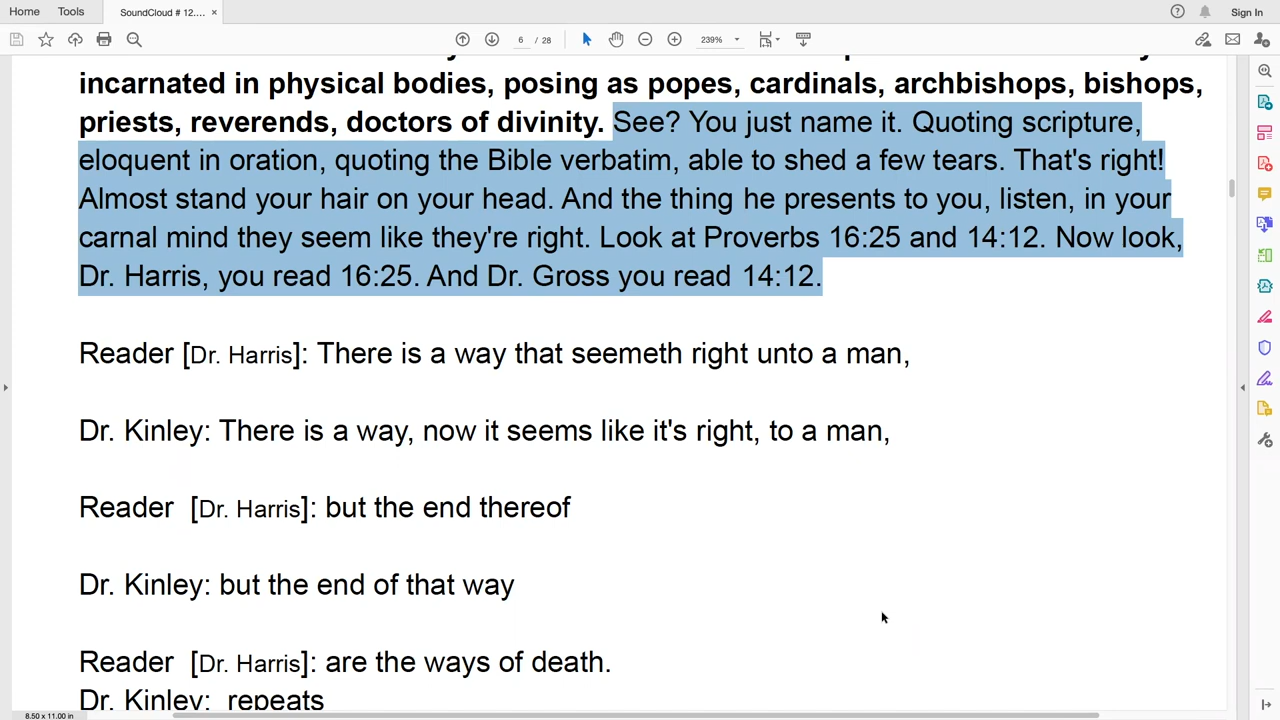 Home Tools SoundCloud # 12.... × Sign In
6 / 28 239%
incarnated in physical bodies, posing as popes, cardinals, archbishops, bishops,
priests, reverends, doctors of divinity. See? You just name it. Quoting scripture,
eloquent in oration, quoting the Bible verbatim, able to shed a few tears. That's right!
Almost stand your hair on your head. And the thing he presents to you, listen, in your
carnal mind they seem like they're right. Look at Proverbs 16:25 and 14:12. Now look,
Dr. Harris, you read 16:25. And Dr. Gross you read 14:12.
Reader [Dr. Harris]: There is a way that seemeth right unto a man,
Dr. Kinley: There is a way, now it seems like it's right, to a man,
Reader [Dr. Harris]: but the end thereof
Dr. Kinley: but the end of that way
Reader [Dr. Harris]: are the ways of death.
Dr. Kinley: repeats
8.50 x 11.00 in